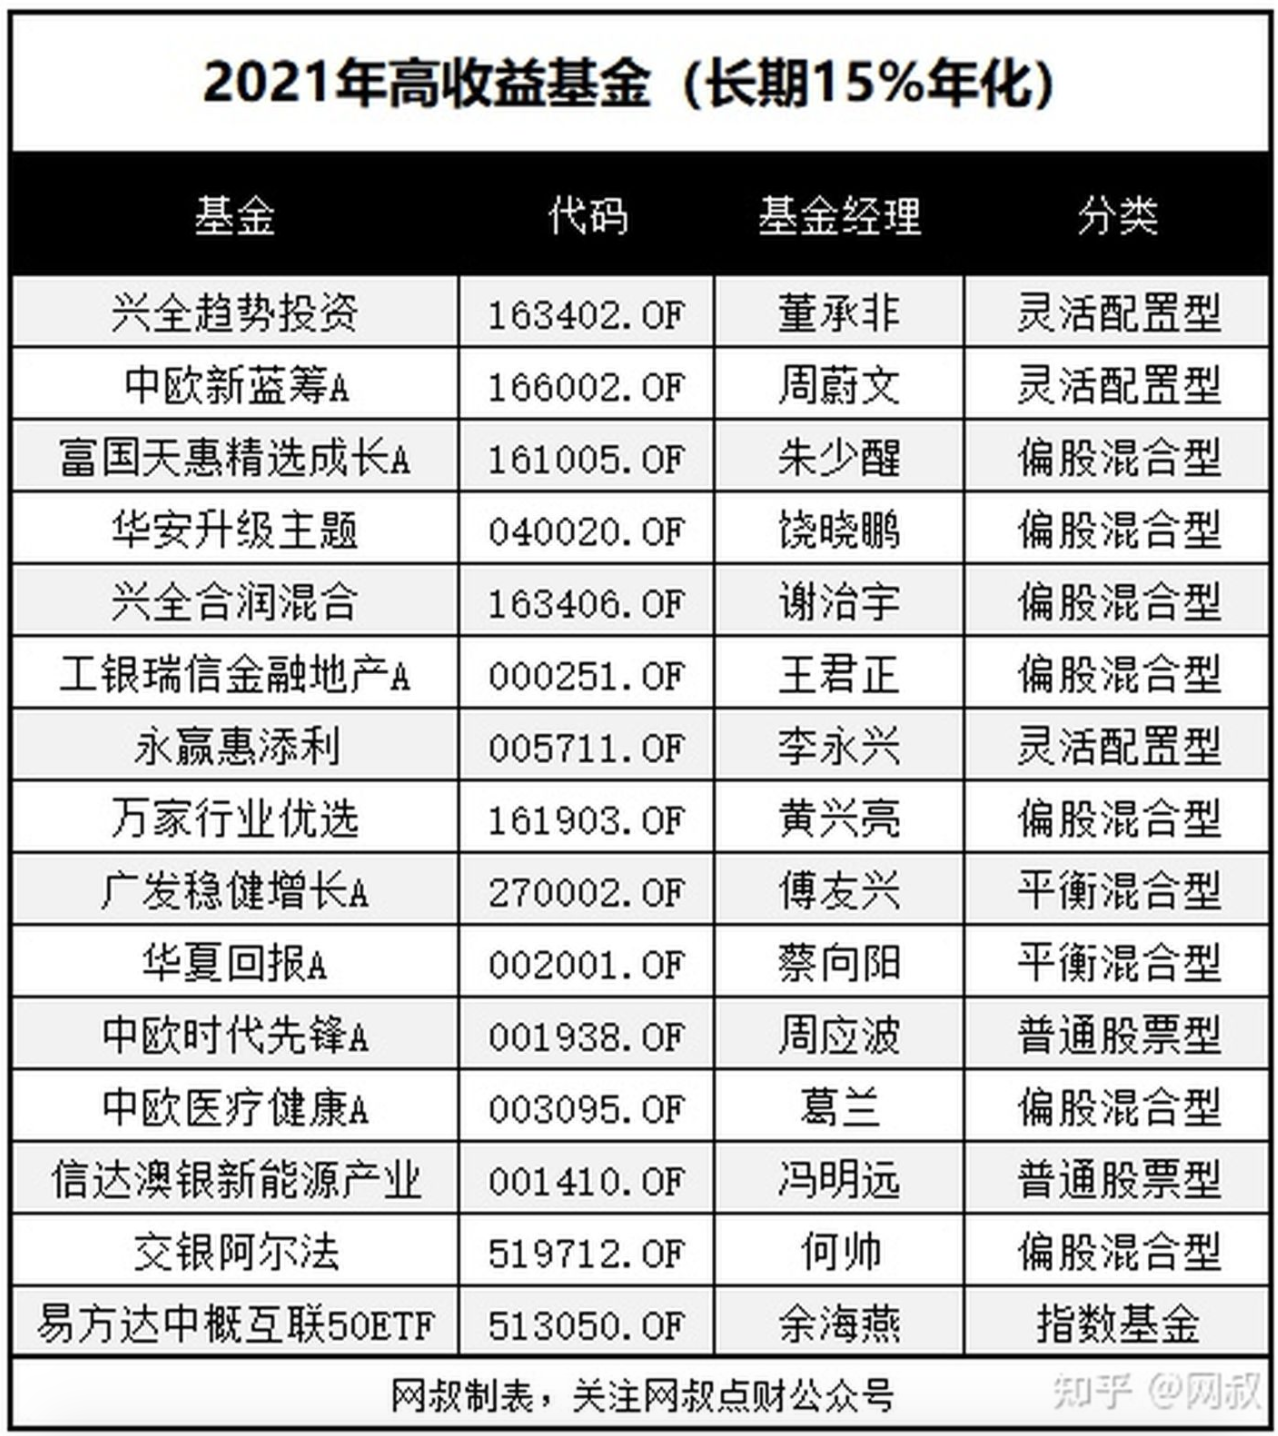 2021年高收益基金（长期15%年化）
基金 代码 基金经理 分类
兴全趋势投资 163402.OF 董承非 灵活配置型
中欧新蓝筹A 166002.OF 周蔚文 灵活配置型
富国天惠精选成长A 161005.OF 朱少醒 偏股混合型
华安升级主题 040020.OF 饶晓鹏 偏股混合型
兴全合润混合 163406.OF 谢治宇 偏股混合型
工银瑞信金融地产A 000251.OF 王君正 偏股混合型
永赢惠添利 005711.OF 李永兴 灵活配置型
万家行业优选 161903.OF 黄兴亮 偏股混合型
广发稳健增长A 270002.OF 傅友兴 平衡混合型
华夏回报A 002001.OF 蔡向阳 平衡混合型
中欧时代先锋A 001938.OF 周应波 普通股票型
中欧医疗健康A 003095.OF 葛兰 偏股混合型
信达澳银新能源产业 001410.OF 冯明远 普通股票型
交银阿尔法 519712.OF 何帅 偏股混合型
易方达中概互联50ETF 513050.OF 余海燕 指数基金
网叔制表，关注网叔点财公众号
知乎 @网叔